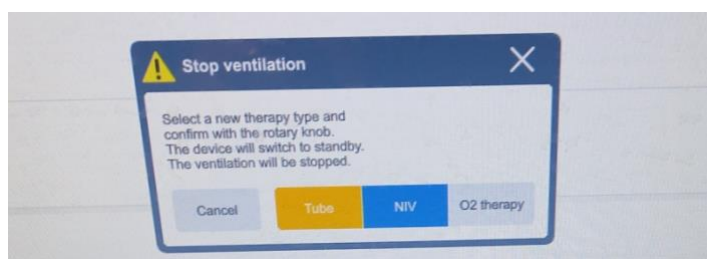 Stop ventilation
Select a new therapy type and
confirm with the rotary knob.
The device will switch to standby.
The ventilation will be stopped.
Cancel Tube NIV O2 therapy